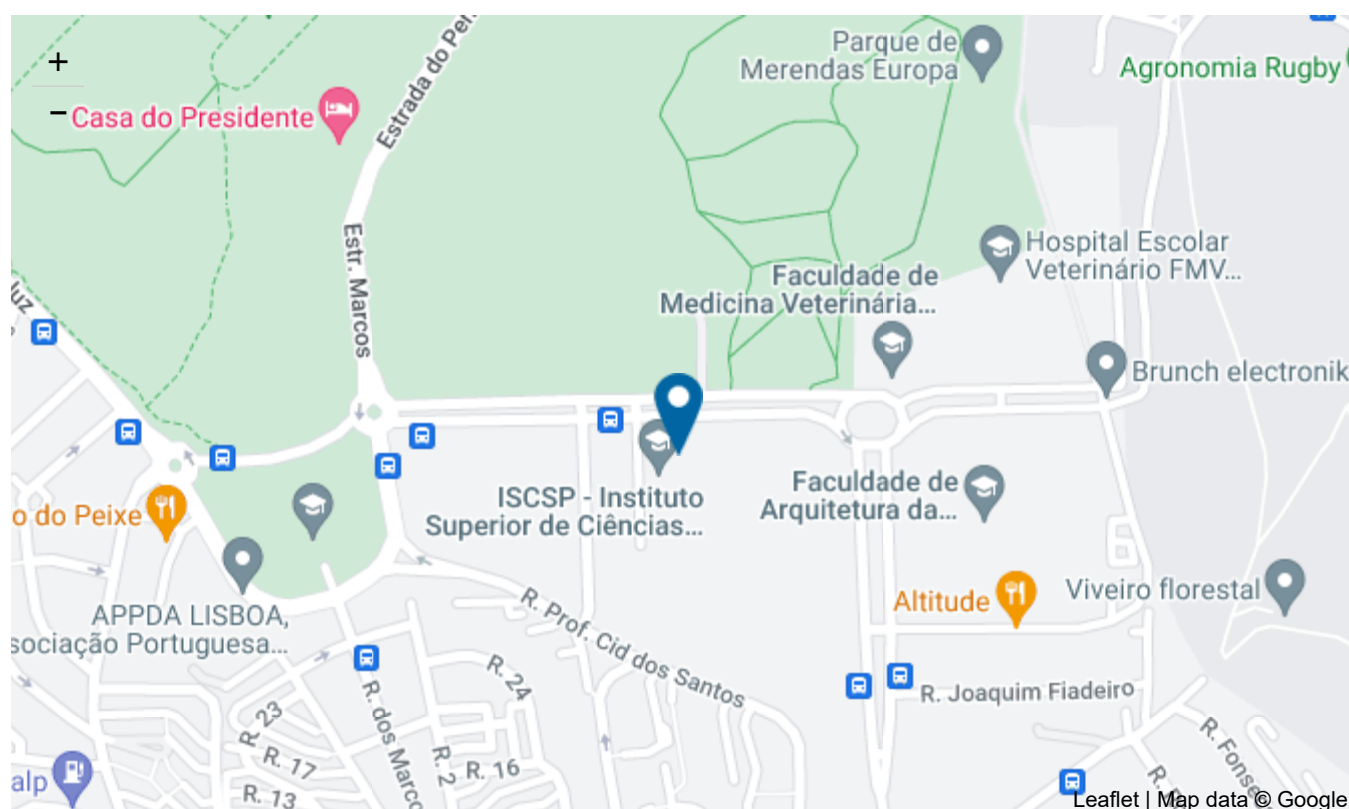 +
−
Parque de
Merendas Europa
Agronomia Rugby
Casa do Presidente
Estrada do Pen
Estr. Marcos
Hospital Escolar
Veterinário FMV...
Faculdade de
Medicina Veterinária...
luz
Brunch electronik
ISCSP - Instituto
Superior de Ciências...
Faculdade de
Arquitetura da...
o do Peixe
Viveiro florestal
Altitude
APPDA LISBOA,
sociação Portuguesa...
R. Prof. Cid dos Santos
R. 24
R. Joaquim Fiadeiro
R. dos Marco
R. 23
R. 2
R. 17
R. 16
R. 13
R. Fonse
alp
Leaflet | Map data © Google